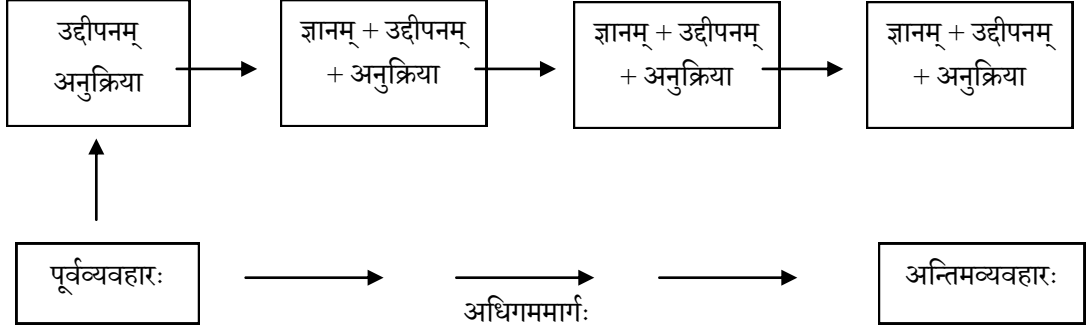 उद्दीपनम्
अनुक्रिया
ज्ञानम् + उद्दीपनम्
+ अनुक्रिया
ज्ञानम् + उद्दीपनम्
+ अनुक्रिया
ज्ञानम् + उद्दीपनम्
+ अनुक्रिया
पूर्वव्यवहारः
अधिगममार्गः
अन्तिमव्यवहारः